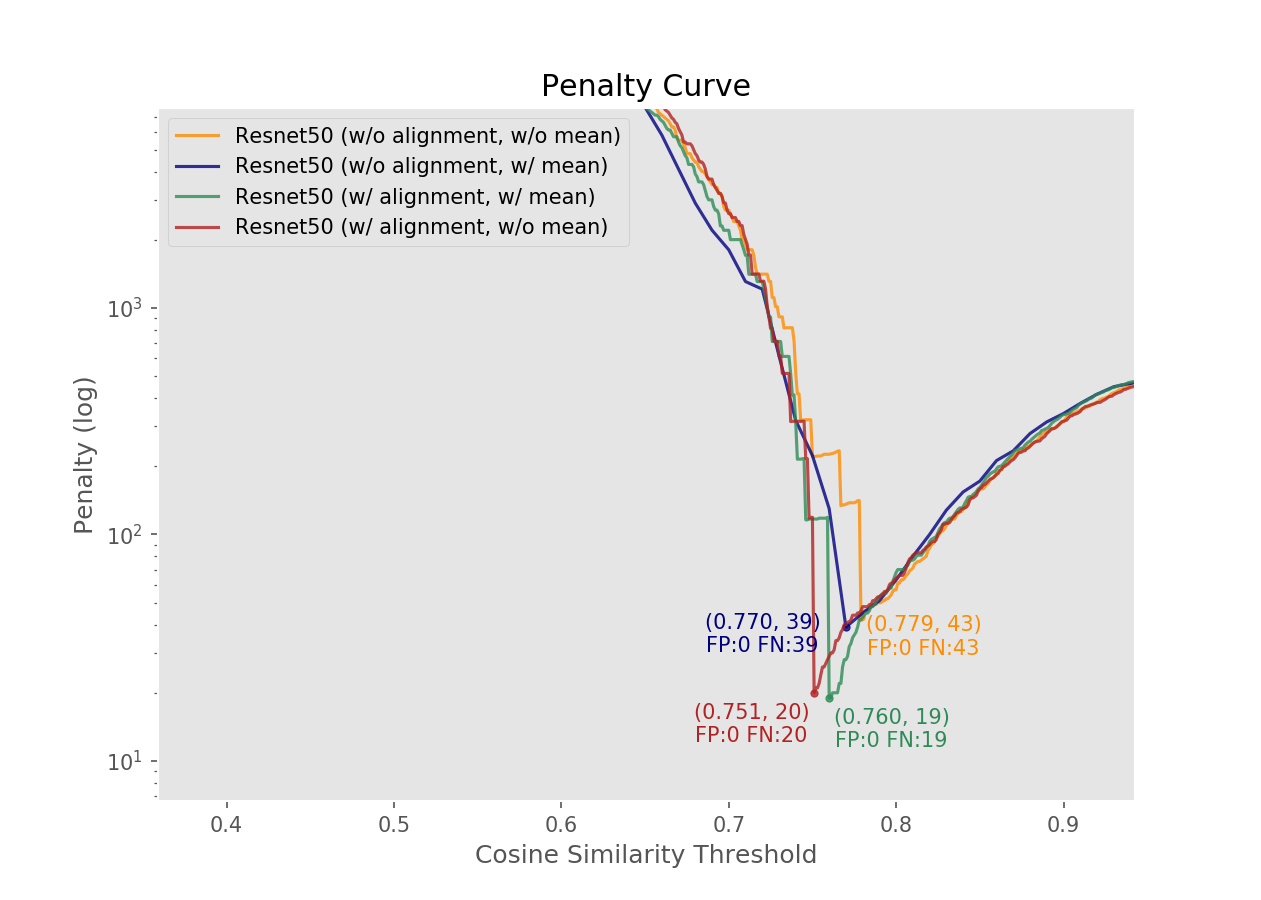 Penalty Curve
Resnet50 (w/o alignment, w/o mean)
Resnet50 (w/o alignment, w/ mean)
Resnet50 (w/ alignment, w/ mean)
Resnet50 (w/ alignment, w/o mean)
Penalty (log)
10³
10²
10¹
(0.770, 39)
FP:0 FN:39
(0.779, 43)
FP:0 FN:43
(0.751, 20)
FP:0 FN:20
(0.760, 19)
FP:0 FN:19
0.4 0.5 0.6 0.7 0.8 0.9
Cosine Similarity Threshold